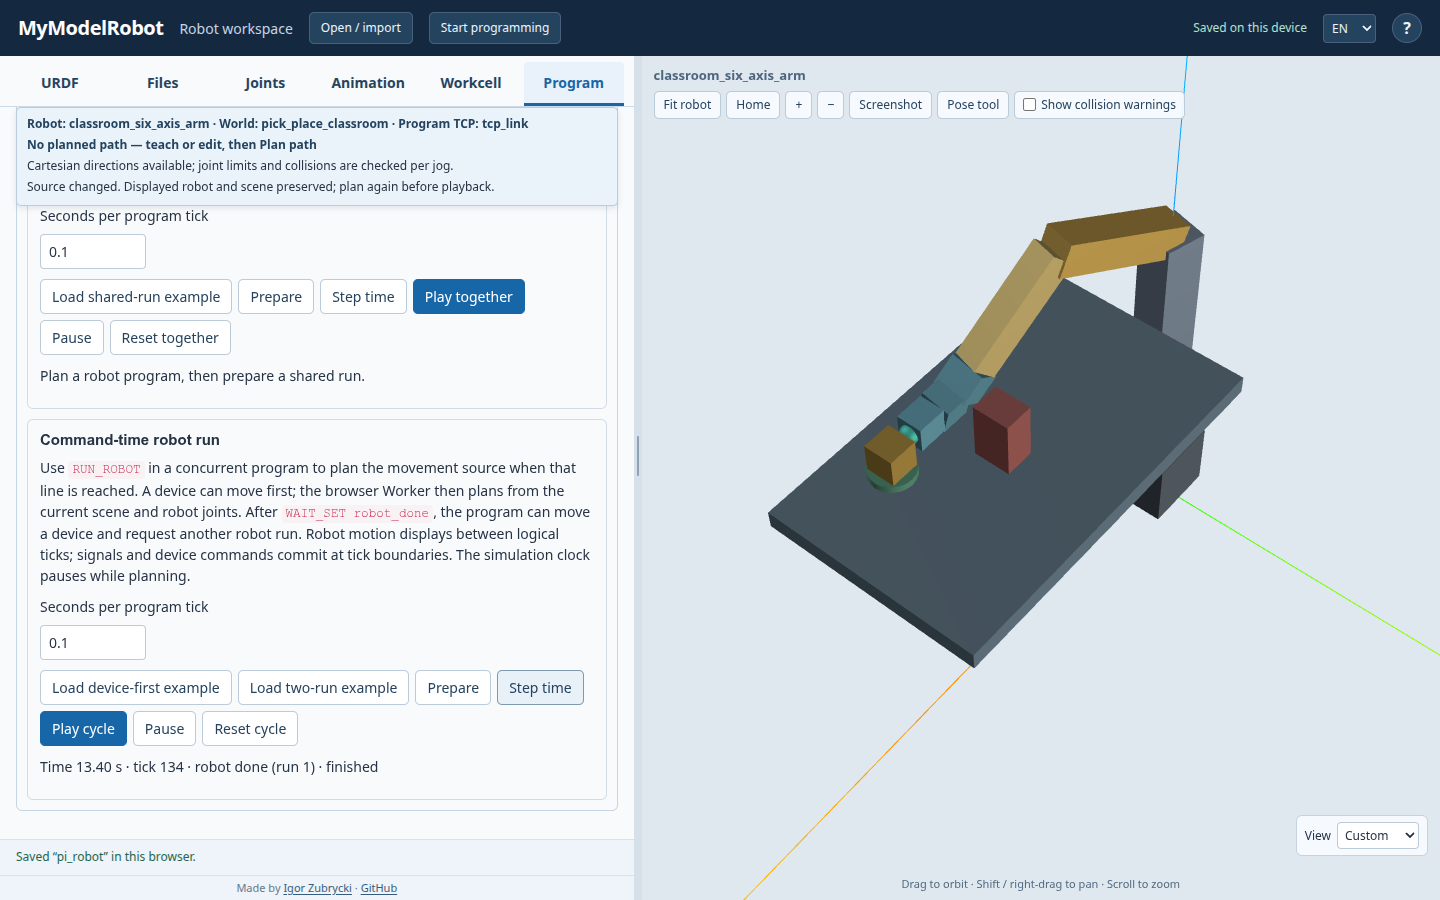 MyModelRobot Robot workspace Open / import Start programming Saved on this device EN ?
URDF Files Joints Animation Workcell Program
Robot: classroom_six_axis_arm · World: pick_place_classroom · Program TCP: tcp_link
No planned path — teach or edit, then Plan path
Cartesian directions available; joint limits and collisions are checked per jog.
Source changed. Displayed robot and scene preserved; plan again before playback.
Seconds per program tick
0.1
Load shared-run example Prepare Step time Play together
Pause Reset together
Plan a robot program, then prepare a shared run.
Command-time robot run
Use RUN_ROBOT in a concurrent program to plan the movement source when that
line is reached. A device can move first; the browser Worker then plans from the
current scene and robot joints. After WAIT_SET robot_done, the program can move
a device and request another robot run. Robot motion displays between logical
ticks; signals and device commands commit at tick boundaries. The simulation clock
pauses while planning.
Seconds per program tick
0.1
Load device-first example Load two-run example Prepare Step time
Play cycle Pause Reset cycle
Time 13.40 s · tick 134 · robot done (run 1) · finished
Saved “pi_robot” in this browser.
Made by Igor Zubrycki · GitHub
classroom_six_axis_arm
Fit robot Home + − Screenshot Pose tool Show collision warnings
View Custom
Drag to orbit · Shift / right-drag to pan · Scroll to zoom